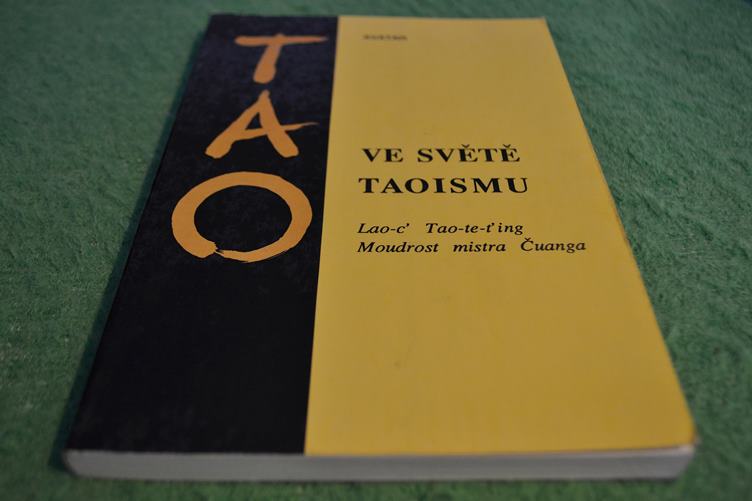 TAO
VE SVĚTĚ
TAOISMU
Lao-c’ Tao-te-ťing
Moudrost mistra Čuanga